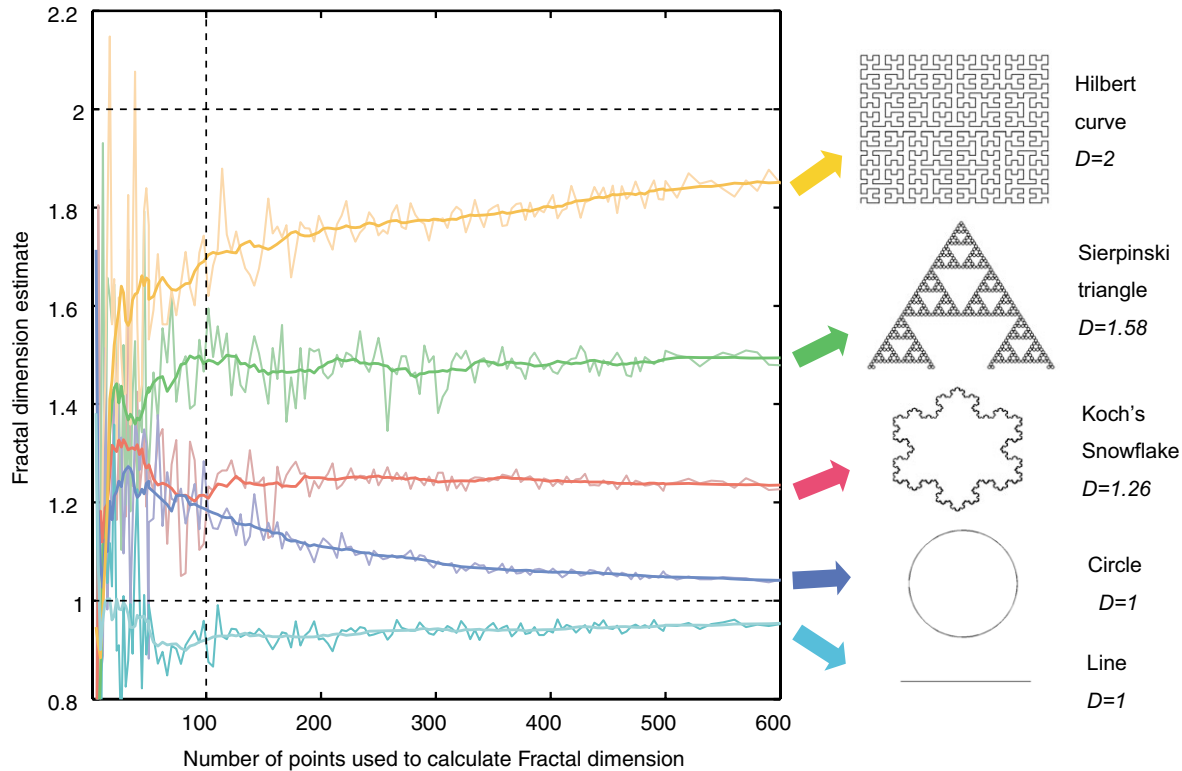 2.2
2
1.8
1.6
1.4
1.2
1
0.8
Fractal dimension estimate
100
200
300
400
500
600
Number of points used to calculate Fractal dimension
Hilbert
curve
D=2
Sierpinski
triangle
D=1.58
Koch's
Snowflake
D=1.26
Circle
D=1
Line
D=1